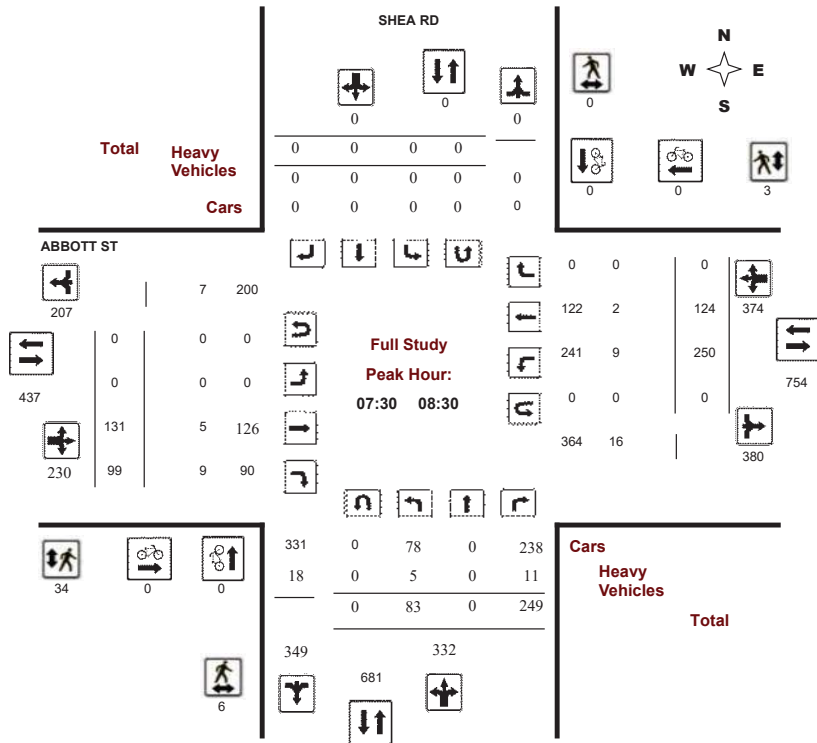 SHEA RD
N
W E
S
0
0
0 0
0 0 0 0
Total Heavy
Vehicles
0 0 0 0 0
0 0 3
Cars 0 0 0 0 0
ABBOTT ST
207
7 200
0 0 0
374
122 2 124
0 0 0
Full Study
241 9 250
754
437
0 0 0
Peak Hour:
07:30 08:30
0 0 0
131 5 126
364 16
380
230 99 9 90
331 0 78 0 238
Cars
18 0 5 0 11
Heavy
Vehicles
34 0 0
0 83 0 249
Total
349 332
681
6